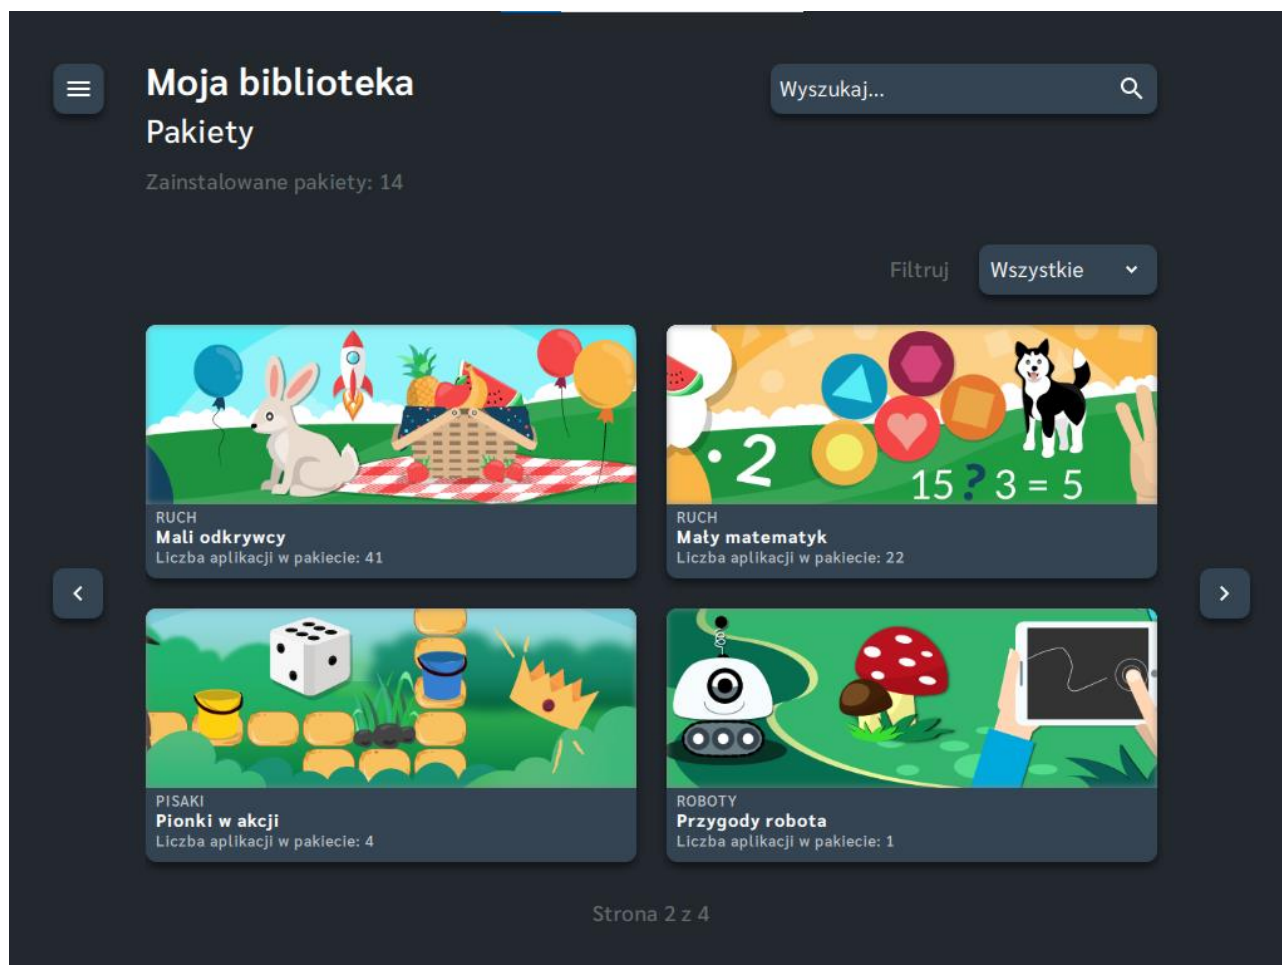 Moja biblioteka
Wyszukaj...
Pakiety
Zainstalowane pakiety: 14
Filtruj
Wszystkie
2
15 ? 3 = 5
RUCH
Mali odkrywcy
Liczba aplikacji w pakiecie: 41
RUCH
Mały matematyk
Liczba aplikacji w pakiecie: 22
PISAKI
Pionki w akcji
Liczba aplikacji w pakiecie: 4
ROBOTY
Przygody robota
Liczba aplikacji w pakiecie: 1
Strona 2 z 4